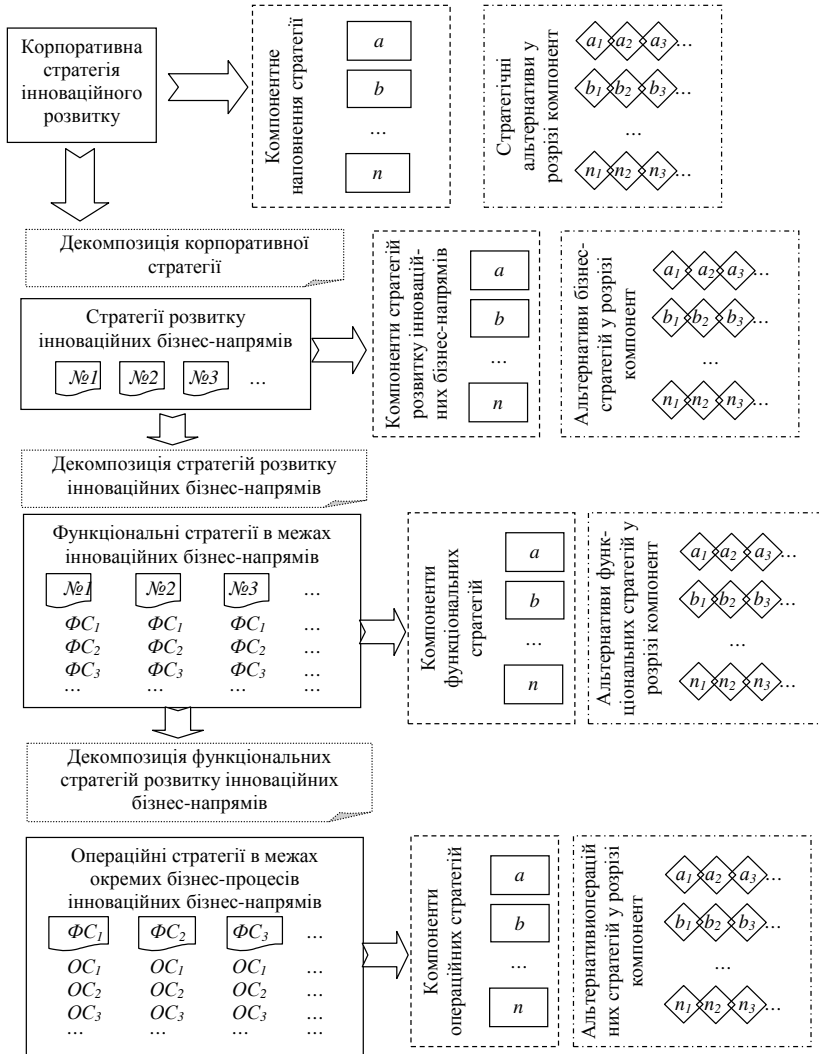 Корпоративна
стратегія
інноваційного
розвитку
Компонентне
наповнення стратегії
a
b
...
n
Стратегічні
альтернативи у
розрізі компонент
a1 a2 a3 ...
b1 b2 b3 ...
...
n1 n2 n3 ...
Декомпозиція корпоративної
стратегії
Стратегії розвитку
інноваційних бізнес-напрямів
№1 №2 №3 ...
Компоненти стратегій
розвитку інновацій-
них бізнес-напрямів
a
b
...
n
Альтернативи бізнес-
стратегій у розрізі
компонент
a1 a2 a3 ...
b1 b2 b3 ...
...
n1 n2 n3 ...
Декомпозиція стратегій розвитку
інноваційних бізнес-напрямів
Функціональні стратегії в межах
інноваційних бізнес-напрямів
№1 №2 №3 ...
ФС1 ФС1 ФС1 ...
ФС2 ФС2 ФС2 ...
ФС3 ФС3 ФС3 ...
... ... ... ...
Компоненти
функціональних
стратегій
a
b
...
n
Альтернативи функ-
ціональних стратегій у
розрізі компонент
a1 a2 a3 ...
b1 b2 b3 ...
...
n1 n2 n3 ...
Декомпозиція функціональних
стратегій розвитку інноваційних
бізнес-напрямів
Операційні стратегії в межах
окремих бізнес-процесів
інноваційних бізнес-напрямів
ФС1 ФС2 ФС3 ...
ОС1 ОС1 ОС1 ...
ОС2 ОС2 ОС2 ...
ОС3 ОС3 ОС3 ...
... ... ... ...
Компоненти
операційних стратегій
a
b
...
n
Альтернативиоперацій
них стратегій у розрізі
компонент
a1 a2 a3 ...
b1 b2 b3 ...
...
n1 n2 n3 ...